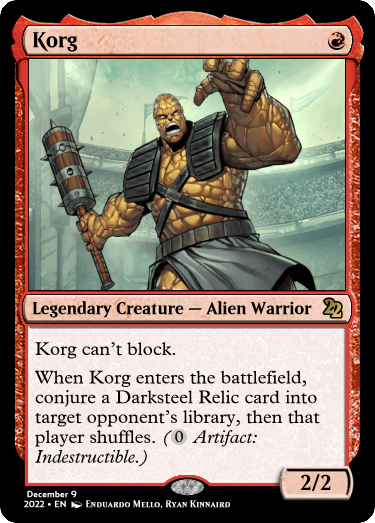 Korg
Legendary Creature — Alien Warrior
Korg can't block.
When Korg enters the battlefield,
conjure a Darksteel Relic card into
target opponent's library, then that
player shuffles. (0 Artifact:
Indestructible.)
2/2
December 9
2022 • EN Enduardo Mello, Ryan Kinnaird